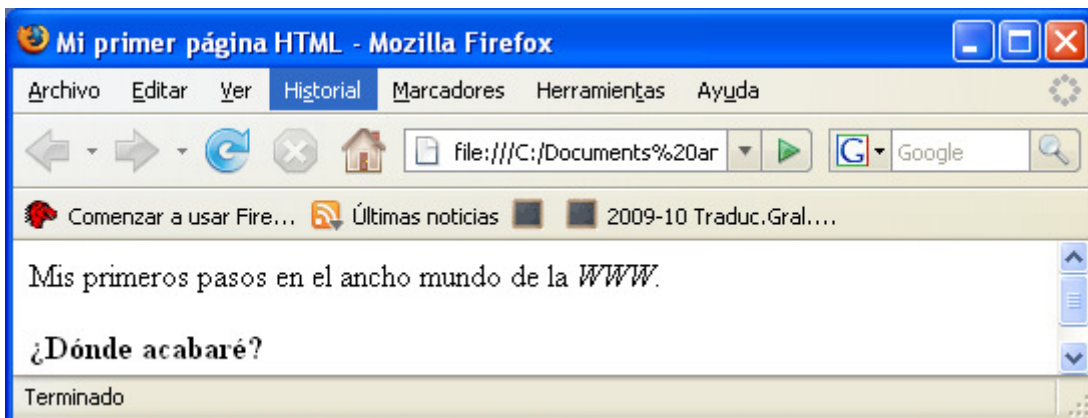 Mi primer página HTML - Mozilla Firefox
Archivo Editar Ver Historial Marcadores Herramientas Ayuda
file:///C:/Documents%20ar G Google
Comenzar a usar Fire... Últimas noticias 2009-10 Traduc.Gral....
Mis primeros pasos en el ancho mundo de la WWW.
¿Dónde acabaré?
Terminado